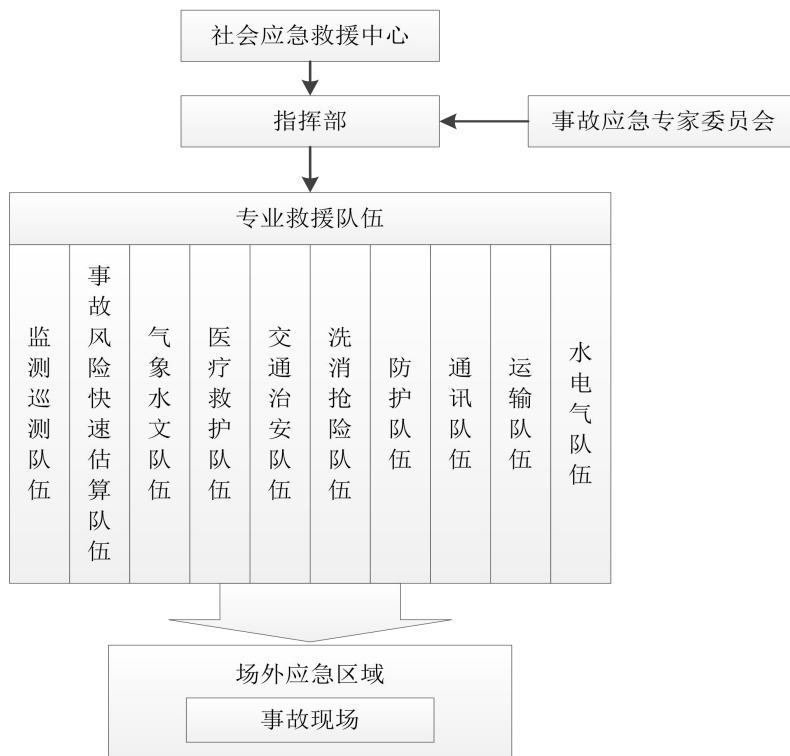 社会应急救援中心
指挥部
事故应急专家委员会
专业救援队伍
监测巡测队伍
事故风险快速估算队伍
气象水文队伍
医疗救护队伍
交通治安队伍
洗消抢险队伍
防护队伍
通讯队伍
运输队伍
水电气队伍
场外应急区域
事故现场